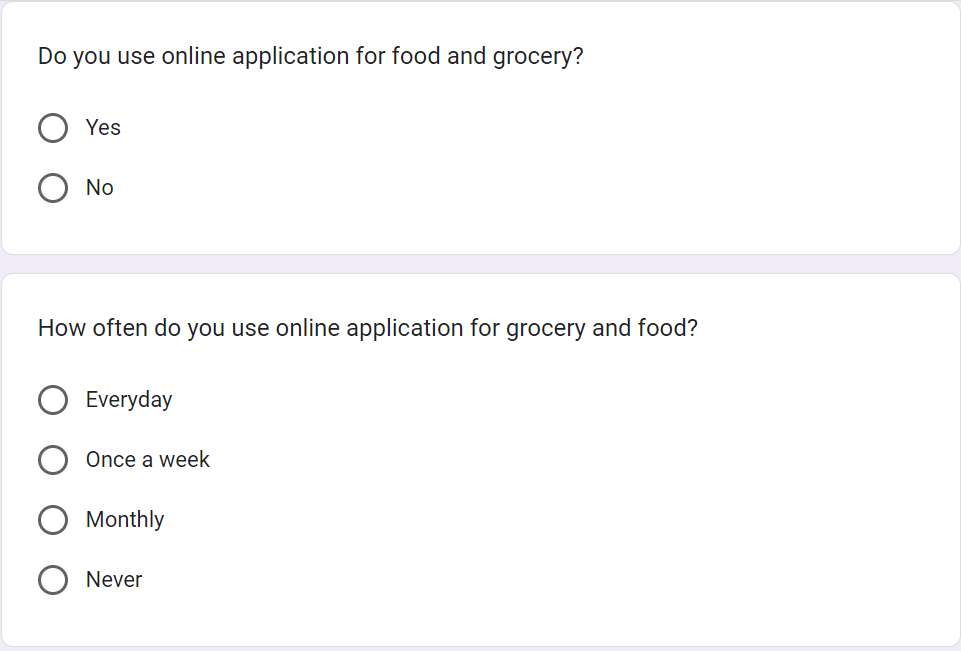 Do you use online application for food and grocery?
Yes
No
How often do you use online application for grocery and food?
Everyday
Once a week
Monthly
Never